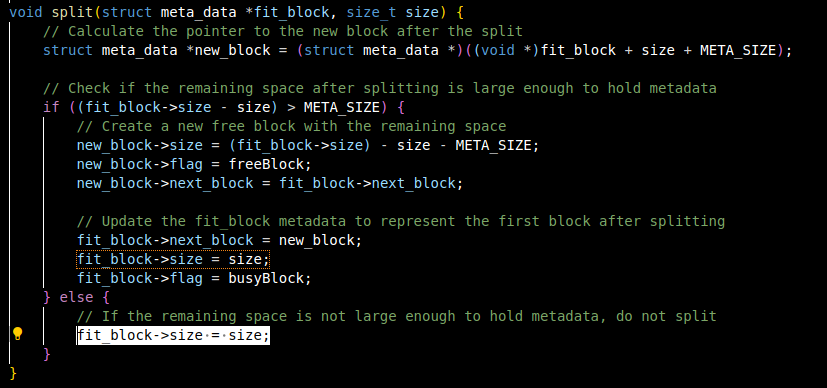 void split(struct meta_data *fit_block, size_t size) {
    // Calculate the pointer to the new block after the split
    struct meta_data *new_block = (struct meta_data *)((void *)fit_block + size + META_SIZE);

    // Check if the remaining space after splitting is large enough to hold metadata
    if ((fit_block->size - size) > META_SIZE) {
        // Create a new free block with the remaining space
        new_block->size = (fit_block->size) - size - META_SIZE;
        new_block->flag = freeBlock;
        new_block->next_block = fit_block->next_block;

        // Update the fit_block metadata to represent the first block after splitting
        fit_block->next_block = new_block;
        fit_block->size = size;
        fit_block->flag = busyBlock;
    } else {
        // If the remaining space is not large enough to hold metadata, do not split
        fit_block->size = size;
    }
}